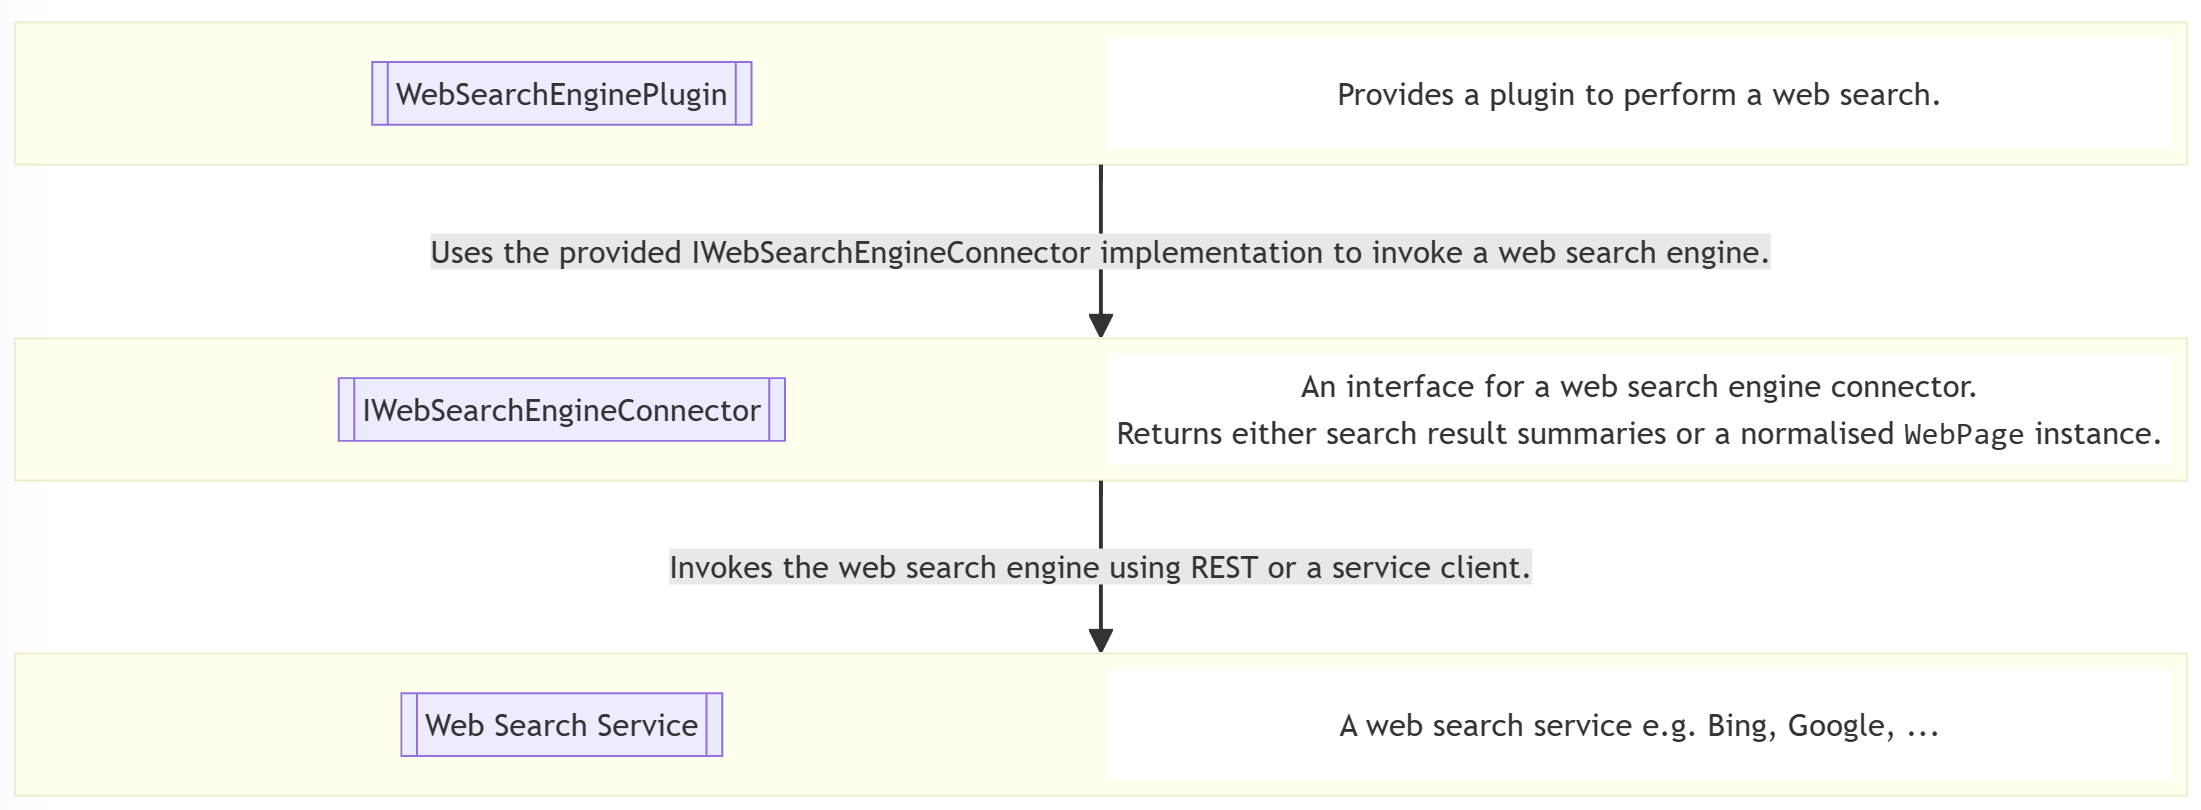 WebSearchEnginePlugin
Provides a plugin to perform a web search.
Uses the provided IWebSearchEngineConnector implementation to invoke a web search engine.
IWebSearchEngineConnector
An interface for a web search engine connector.
Returns either search result summaries or a normalised WebPage instance.
Invokes the web search engine using REST or a service client.
Web Search Service
A web search service e.g. Bing, Google, ...